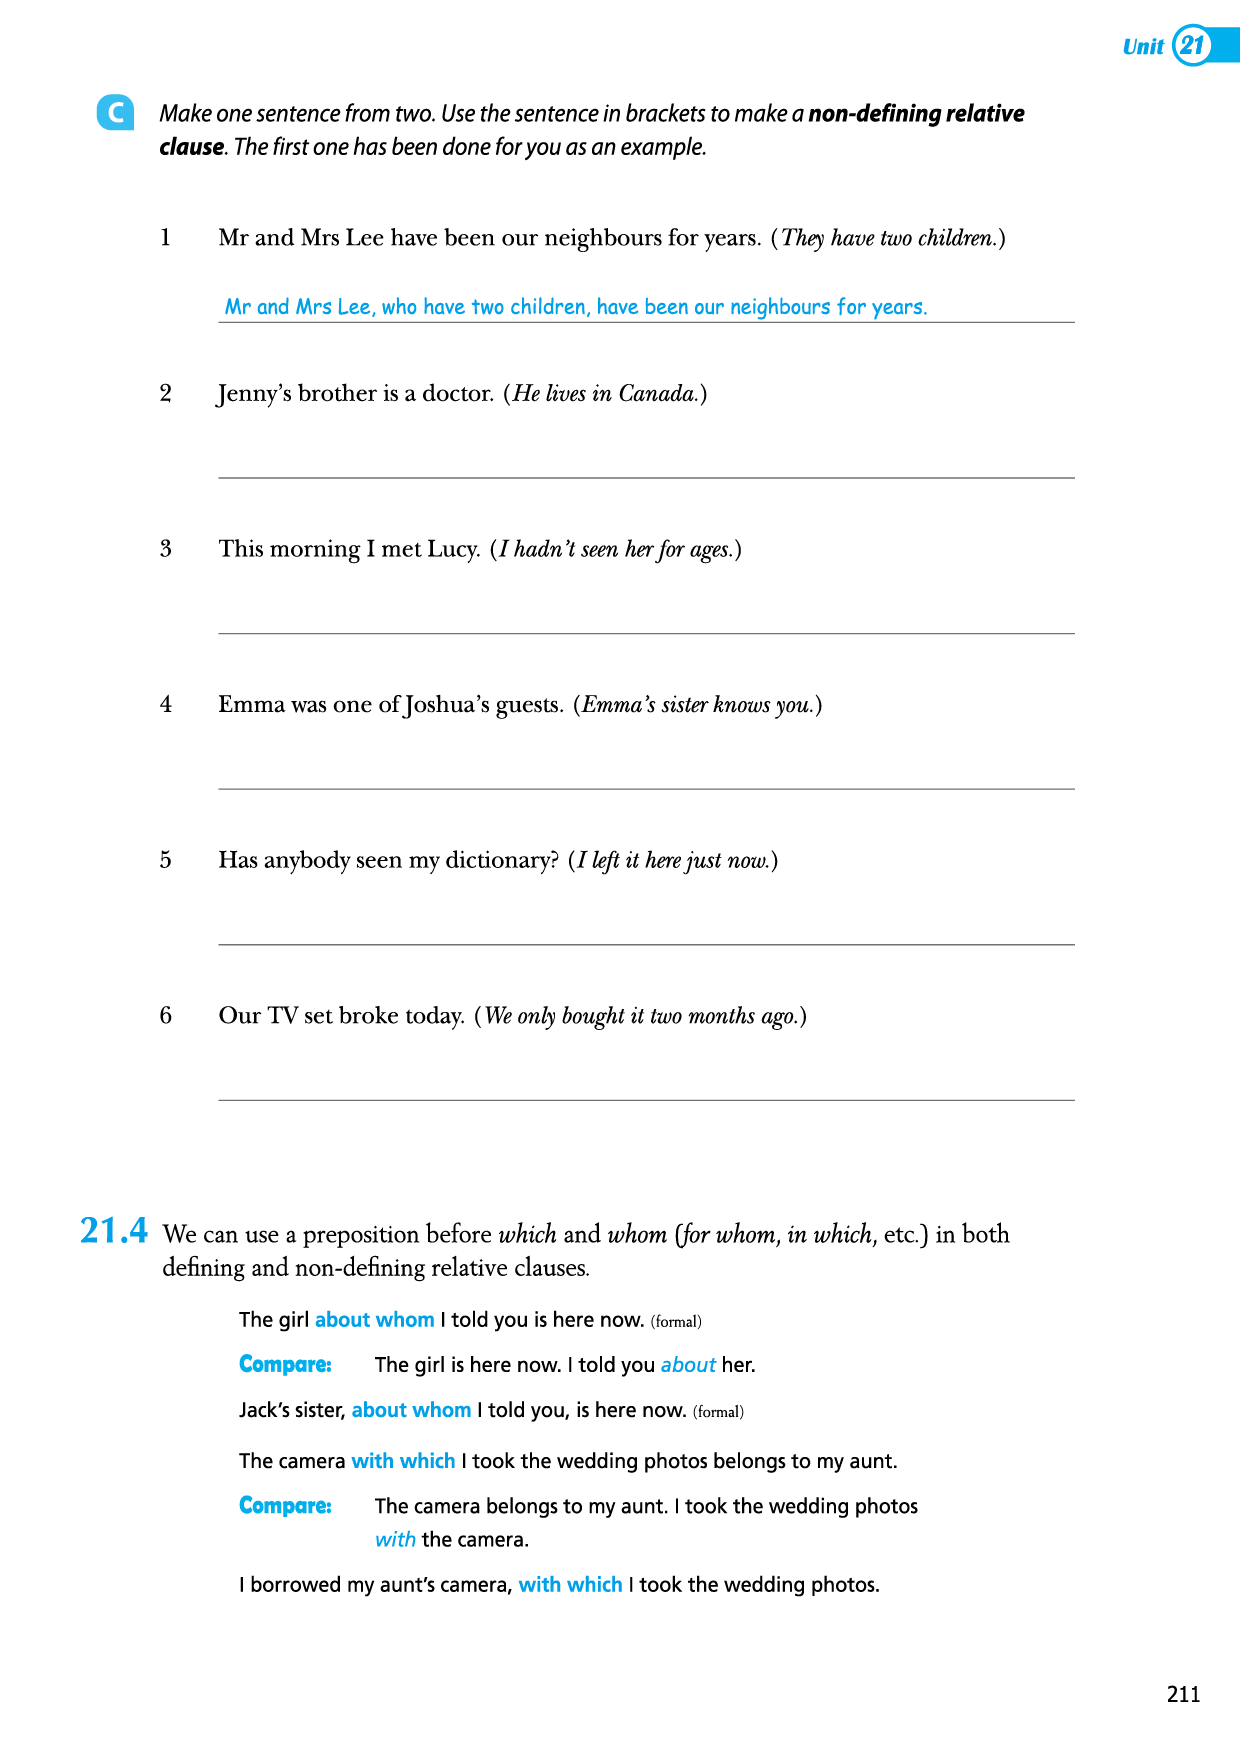 Unit 21
C Make one sentence from two. Use the sentence in brackets to make a non-defining relative
clause. The first one has been done for you as an example.
1 Mr and Mrs Lee have been our neighbours for years. (They have two children.)
Mr and Mrs Lee, who have two children, have been our neighbours for years.
2 Jenny’s brother is a doctor. (He lives in Canada.)
3 This morning I met Lucy. (I hadn’t seen her for ages.)
4 Emma was one of Joshua’s guests. (Emma’s sister knows you.)
5 Has anybody seen my dictionary? (I left it here just now.)
6 Our TV set broke today. (We only bought it two months ago.)
21.4 We can use a preposition before which and whom (for whom, in which, etc.) in both
defining and non-defining relative clauses.
The girl about whom I told you is here now. (formal)
Compare: The girl is here now. I told you about her.
Jack’s sister, about whom I told you, is here now. (formal)
The camera with which I took the wedding photos belongs to my aunt.
Compare: The camera belongs to my aunt. I took the wedding photos
with the camera.
I borrowed my aunt’s camera, with which I took the wedding photos.
211